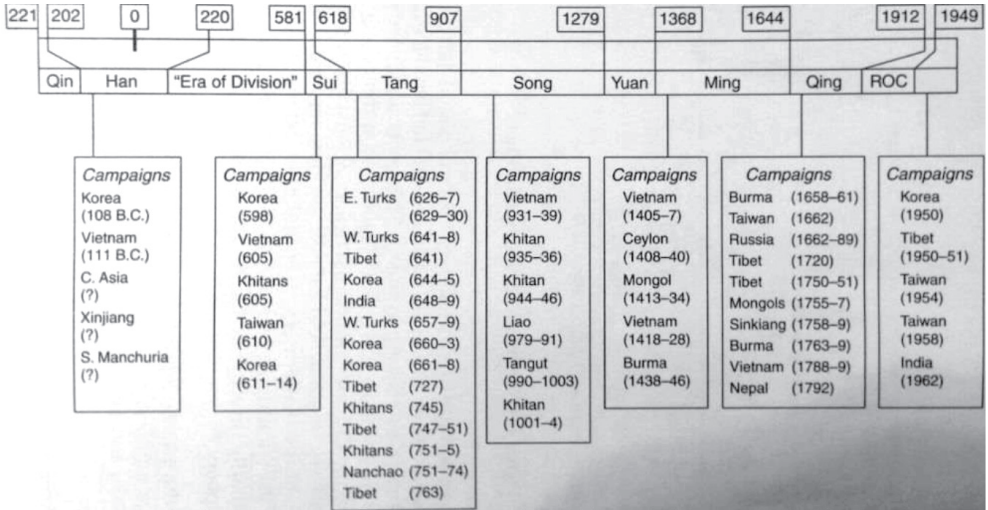 221 202 0 220 581 618 907 1279 1368 1644 1912 1949
Qin Han "Era of Division" Sui Tang Song Yuan Ming Qing ROC
Campaigns
Korea
(108 B.C.)
Vietnam
(111 B.C.)
C. Asia
(?)
Xinjiang
(?)
S. Manchuria
(?)
Campaigns
Korea
(598)
Vietnam
(605)
Khitans
(605)
Taiwan
(610)
Korea
(611–14)
Campaigns
E. Turks (626–7)
(629–30)
W. Turks (641–8)
Tibet (641)
Korea (644–5)
India (648–9)
W. Turks (657–9)
Korea (660–3)
Korea (661–8)
Tibet (727)
Khitans (745)
Tibet (747–51)
Khitans (751–5)
Nanchao (751–74)
Tibet (763)
Campaigns
Vietnam
(931–39)
Khitan
(935–36)
Khitan
(944–46)
Liao
(979–91)
Tangut
(990–1003)
Khitan
(1001–4)
Campaigns
Vietnam
(1405–7)
Ceylon
(1408–40)
Mongol
(1413–34)
Vietnam
(1418–28)
Burma
(1438–46)
Campaigns
Burma (1658–61)
Taiwan (1662)
Russia (1662–89)
Tibet (1720)
Tibet (1750–51)
Mongols (1755–7)
Sinkiang (1758–9)
Burma (1763–9)
Vietnam (1788–9)
Nepal (1792)
Campaigns
Korea
(1950)
Tibet
(1950–51)
Taiwan
(1954)
Taiwan
(1958)
India
(1962)